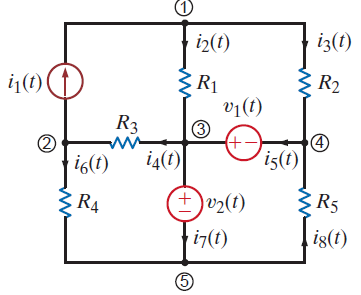 ①
i₂(t) i₃(t)
i₁(t) R₁ R₂
v₁(t)
R₃ ③ + −
② ④
i₆(t) i₄(t) i₅(t)
R₄ + − v₂(t) R₅
i₇(t) i₈(t)
⑤